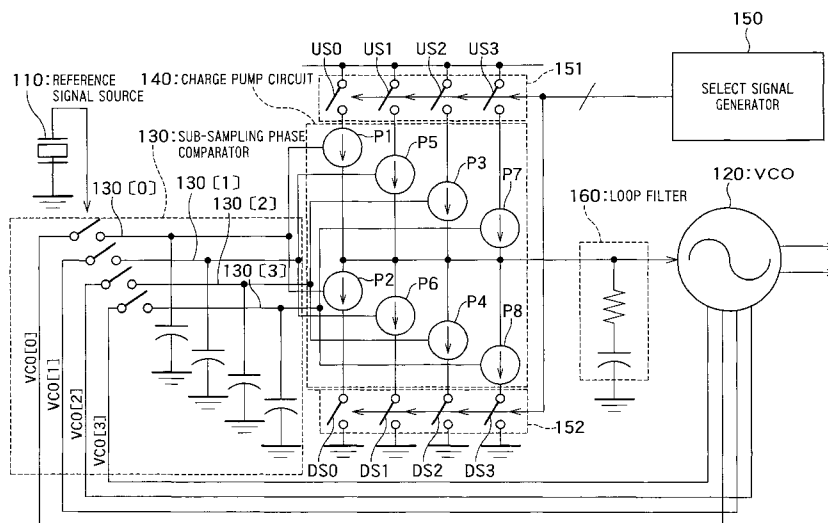 US0 US1 US2 US3
150
110:REFERENCE
SIGNAL SOURCE
140:CHARGE PUMP CIRCUIT
151
SELECT SIGNAL
GENERATOR
130:SUB-SAMPLING PHASE
COMPARATOR
P1
P5
P3
P7
130[0]
130[1]
130[2]
130[3]
160:LOOP FILTER
120:VCO
P2
P6
P4
P8
VCO[0]
VCO[1]
VCO[2]
VCO[3]
152
DS0 DS1 DS2 DS3